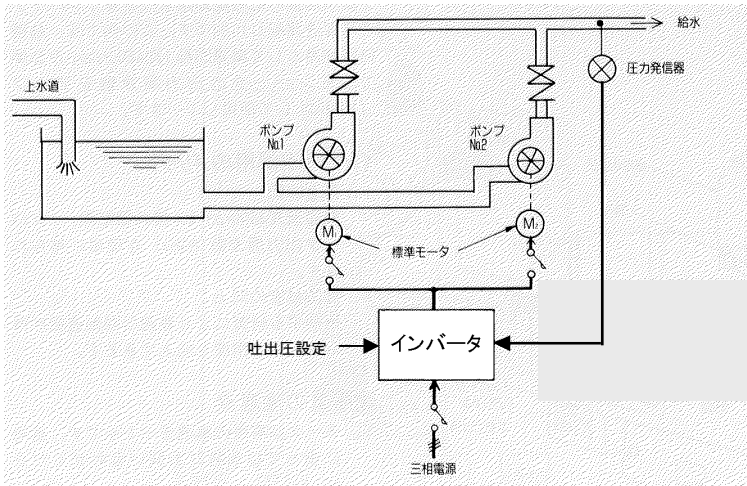 給水
圧力発信器
上水道
ポンプ
No.1
ポンプ
No.2
M1
M2
標準モータ
吐出圧設定
インバータ
三相電源